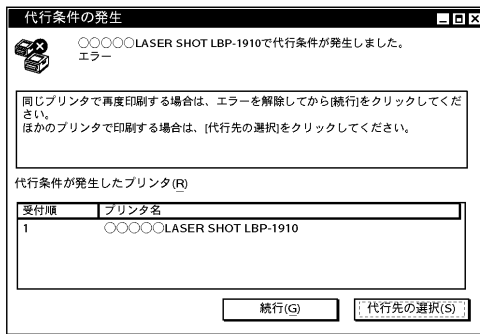 代行条件の発生
○○○○○LASER SHOT LBP-1910で代行条件が発生しました。
エラー
同じプリンタで再度印刷する場合は、エラーを解除してから[続行]をクリックしてくだ
さい。
ほかのプリンタで印刷する場合は、[代行先の選択]をクリックしてください。
代行条件が発生したプリンタ(R)
受付順 プリンタ名
1 ○○○○○LASER SHOT LBP-1910
続行(G) 代行先の選択(S)